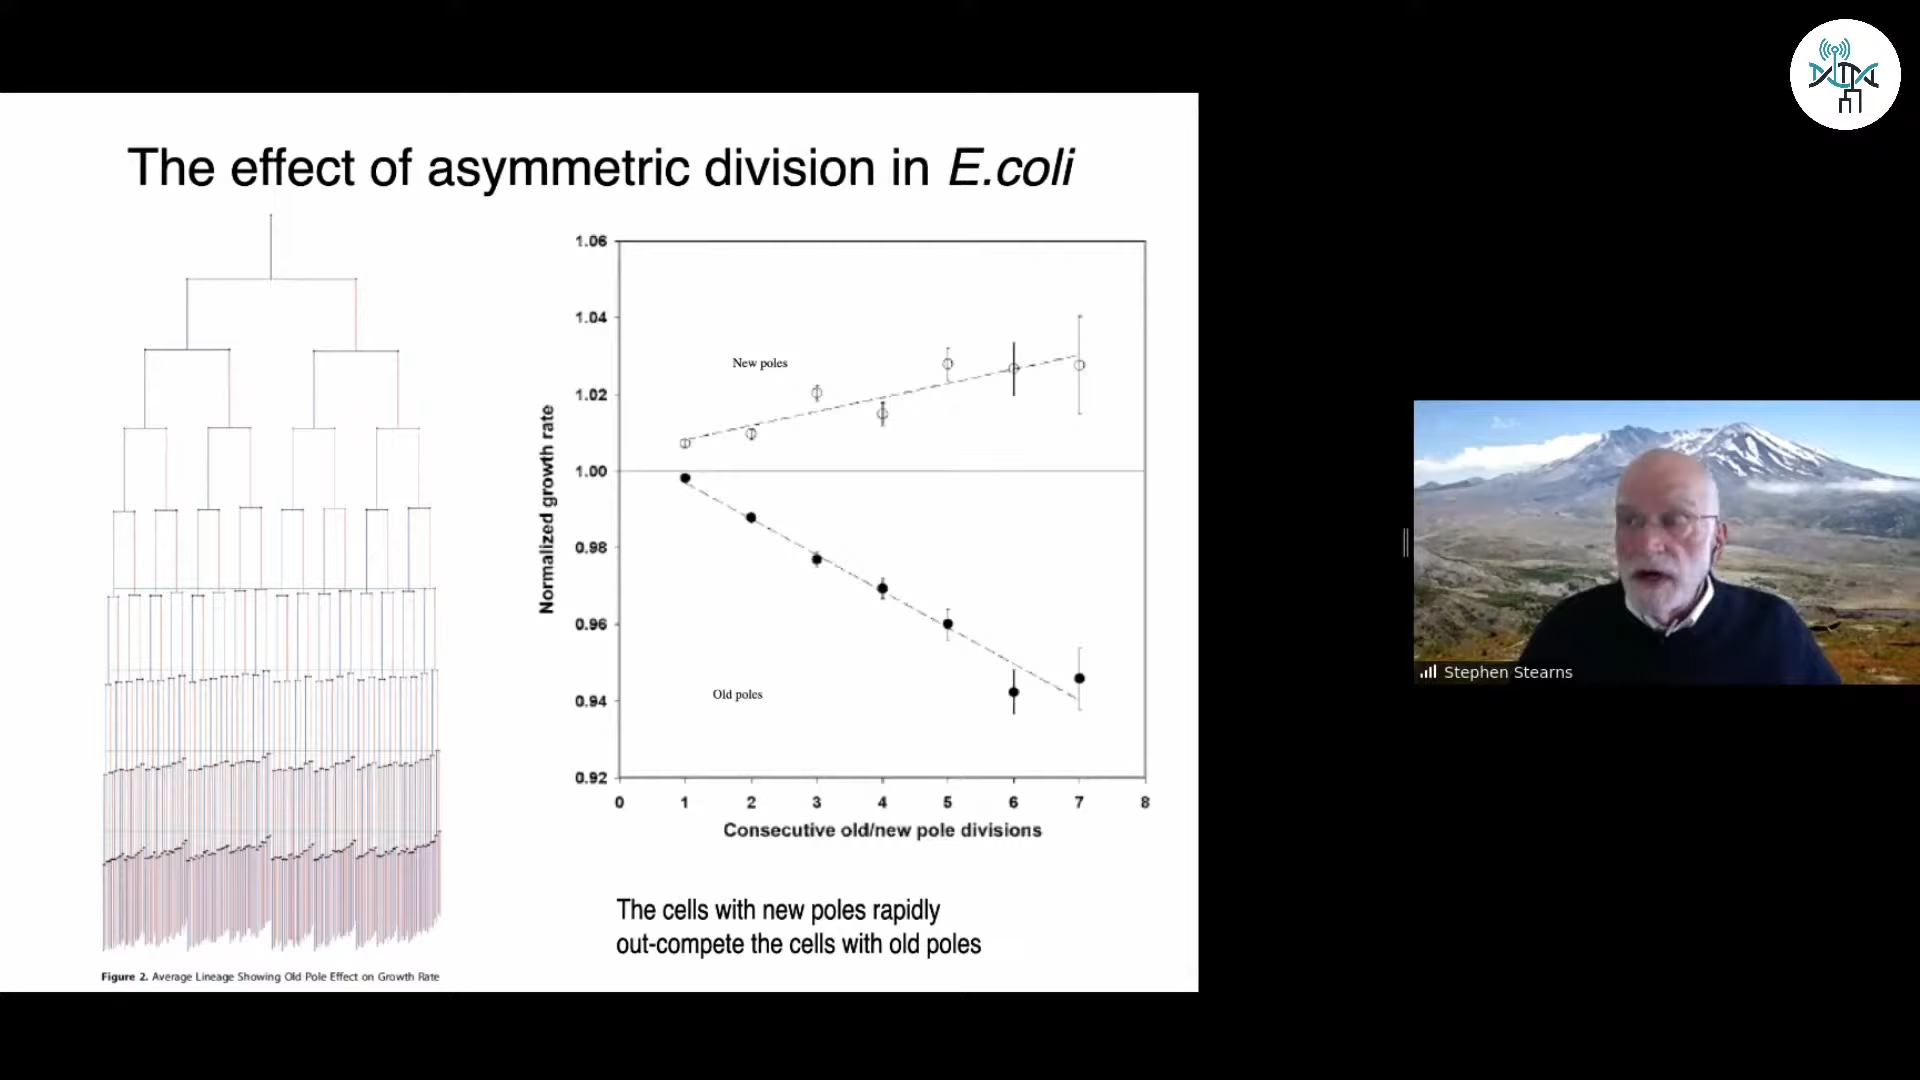 The effect of asymmetric division in E.coli
1.06
1.04
1.02
1.00
0.98
0.96
0.94
0.92
0 1 2 3 4 5 6 7 8
Normalized growth rate
Consecutive old/new pole divisions
New poles
Old poles
The cells with new poles rapidly
out-compete the cells with old poles
Figure 2. Average Lineage Showing Old Pole Effect on Growth Rate
Stephen Stearns